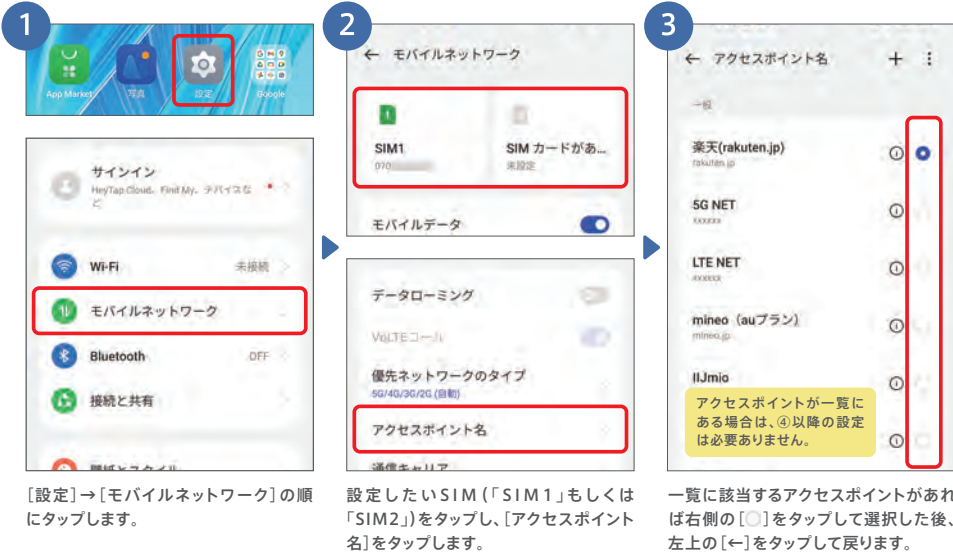 1
App Market
写真
設定
Google
サインイン
HeyTap Cloud、Find My、デバイスな
ど
Wi-Fi
未接続
モバイルネットワーク
Bluetooth
OFF
接続と共有
壁紙とスタイル
[設定]→[モバイルネットワーク]の順
にタップします。
2
← モバイルネットワーク
1
SIM1
070
SIM カードがあ...
未設定
モバイルデータ
データローミング
VoLTEコール
優先ネットワークのタイプ
5G/4G/3G/2G (自動)
アクセスポイント名
通信キャリア
設定したいSIM(「SIM1」もしくは
「SIM2」)をタップし、[アクセスポイント
名]をタップします。
3
← アクセスポイント名 + ⋮
一般
楽天(rakuten.jp)
rakuten.jp
5G NET
xxxxxx
LTE NET
xxxxxx
mineo(auプラン)
mineo.jp
IIJmio
アクセスポイントが一覧に
ある場合は、④以降の設定
は必要ありません。
一覧に該当するアクセスポイントがあれ
ば右側の[○]をタップして選択した後、
左上の[←]をタップして戻ります。